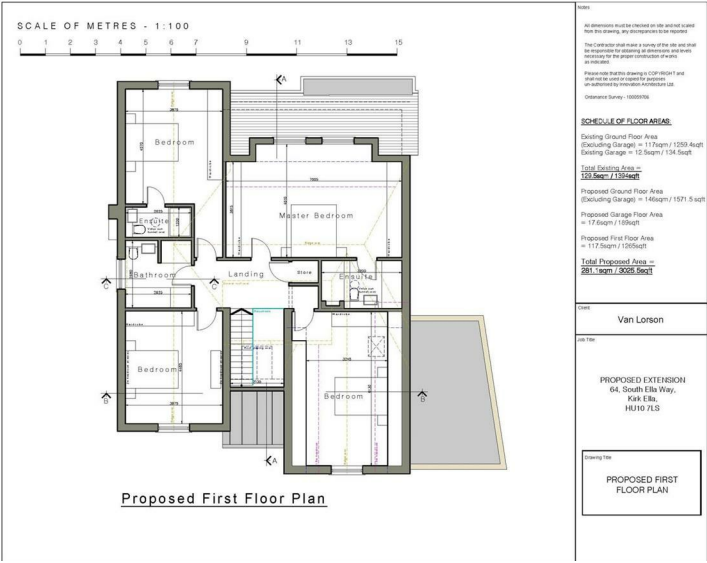 SCALE OF METRES - 1:100
0 1 2 3 4 5 6 7 9 11 13 15
A
Bedroom
Ensuite
Master Bedroom
Bathroom
Landing
Store
Ensuite
C
C
Bedroom
Bedroom
B
B
A
Proposed First Floor Plan
Notes
All dimensions must be checked on site and not scaled
from this drawing, any discrepancies to be reported
The Contractor shall make a survey of the site and shall
be responsible for obtaining all dimensions and levels
necessary for the proper construction of works
as indicated
Please note that this drawing is COPYRIGHT and
shall not be used or copied for purposes
un-authorised by Innovation Architecture Ltd.
Ordanance Survey - 100059706
SCHEDULE OF FLOOR AREAS:
Existing Ground Floor Area
(Excluding Garage) = 117sqm / 1259.4sqft
Existing Garage = 12.5sqm / 134.5sqft
Total Existing Area =
129.5sqm / 1394sqft
Proposed Ground Floor Area
(Excluding Garage) = 146sqm / 1571.5 sqft
Proposed Garage Floor Area
= 17.6sqm / 189sqft
Proposed First Floor Area
= 117.5sqm / 1265sqft
Total Proposed Area =
281.1sqm / 3025.5sqft
Client
Van Lorson
Job Title
PROPOSED EXTENSION
64, South Ella Way,
Kirk Ella,
HU10 7LS
Drawing Title
PROPOSED FIRST
FLOOR PLAN